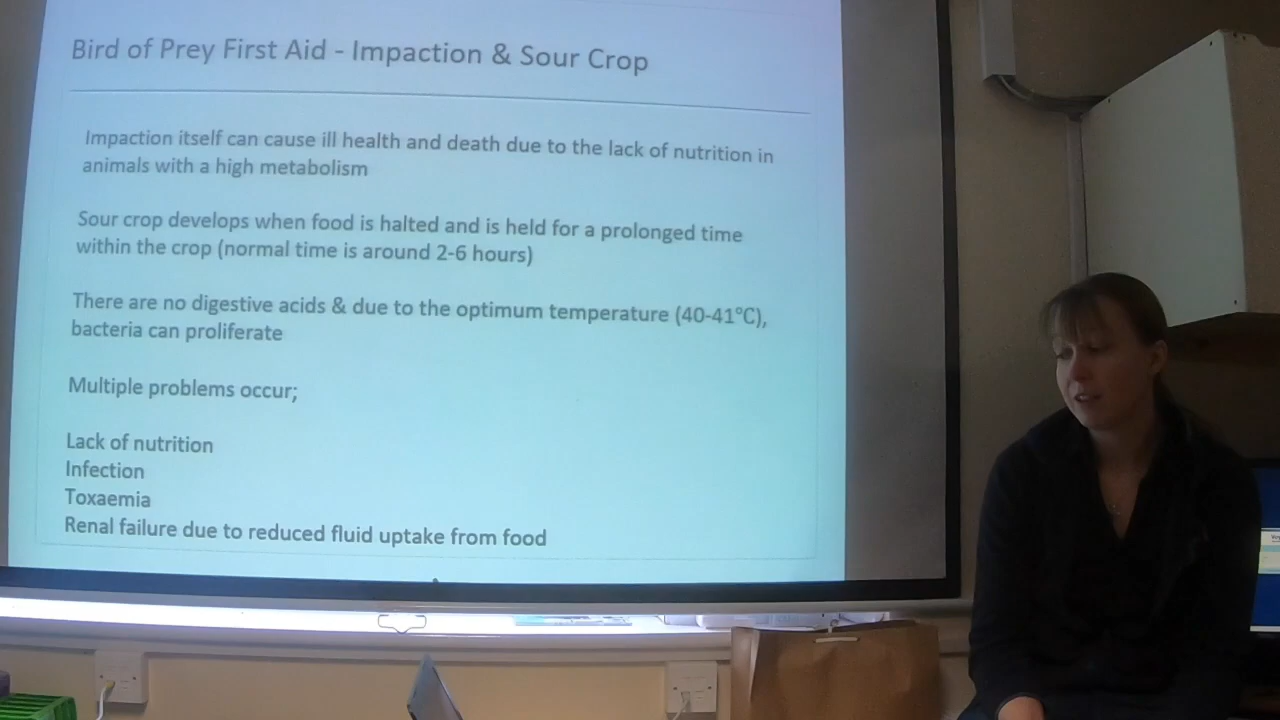 Bird of Prey First Aid - Impaction & Sour Crop
Impaction itself can cause ill health and death due to the lack of nutrition in
animals with a high metabolism
Sour crop develops when food is halted and is held for a prolonged time
within the crop (normal time is around 2-6 hours)
There are no digestive acids & due to the optimum temperature (40-41°C),
bacteria can proliferate
Multiple problems occur;
Lack of nutrition
Infection
Toxaemia
Renal failure due to reduced fluid uptake from food